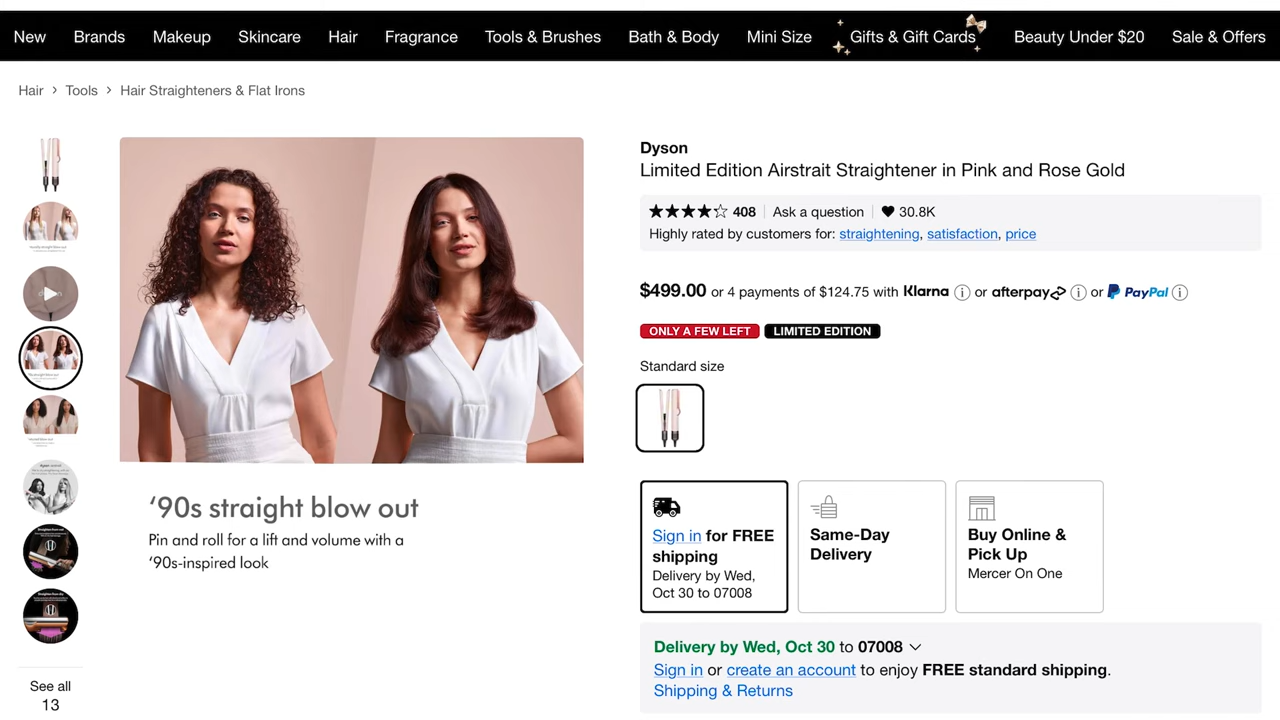 New Brands Makeup Skincare Hair Fragrance Tools & Brushes Bath & Body Mini Size Gifts & Gift Cards Beauty Under $20 Sale & Offers
Hair > Tools > Hair Straighteners & Flat Irons
Dyson
Limited Edition Airstrait Straightener in Pink and Rose Gold
408 Ask a question 30.8K
Highly rated by customers for: straightening, satisfaction, price
$499.00 or 4 payments of $124.75 with Klarna or afterpay or PayPal
ONLY A FEW LEFT LIMITED EDITION
Standard size
Sign in for FREE
shipping
Delivery by Wed,
Oct 30 to 07008
Same-Day
Delivery
Buy Online &
Pick Up
Mercer On One
Delivery by Wed, Oct 30 to 07008
Sign in or create an account to enjoy FREE standard shipping.
Shipping & Returns
‘90s straight blow out
Pin and roll for a lift and volume with a
‘90s-inspired look
See all
13